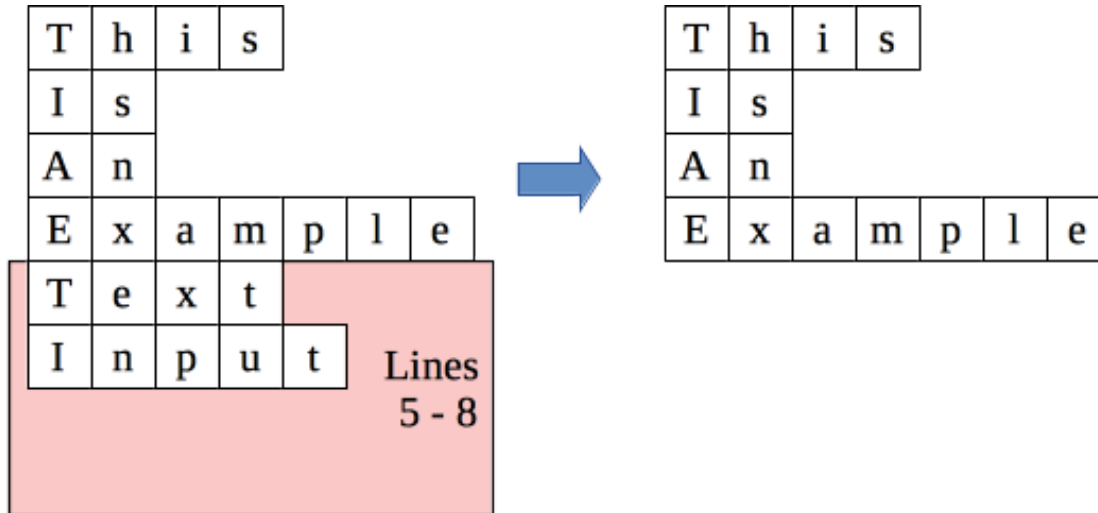 This
Is
An
Example
Text
Input
Lines
5 - 8
This
Is
An
Example